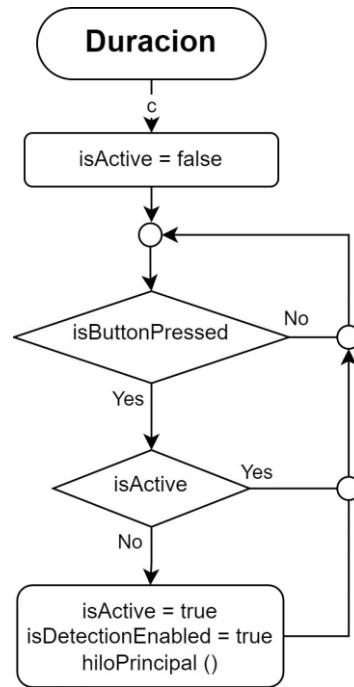 Duracion
c
isActive = false
isButtonPressed
No
Yes
isActive
Yes
No
isActive = true
isDetectionEnabled = true
hiloPrincipal ()